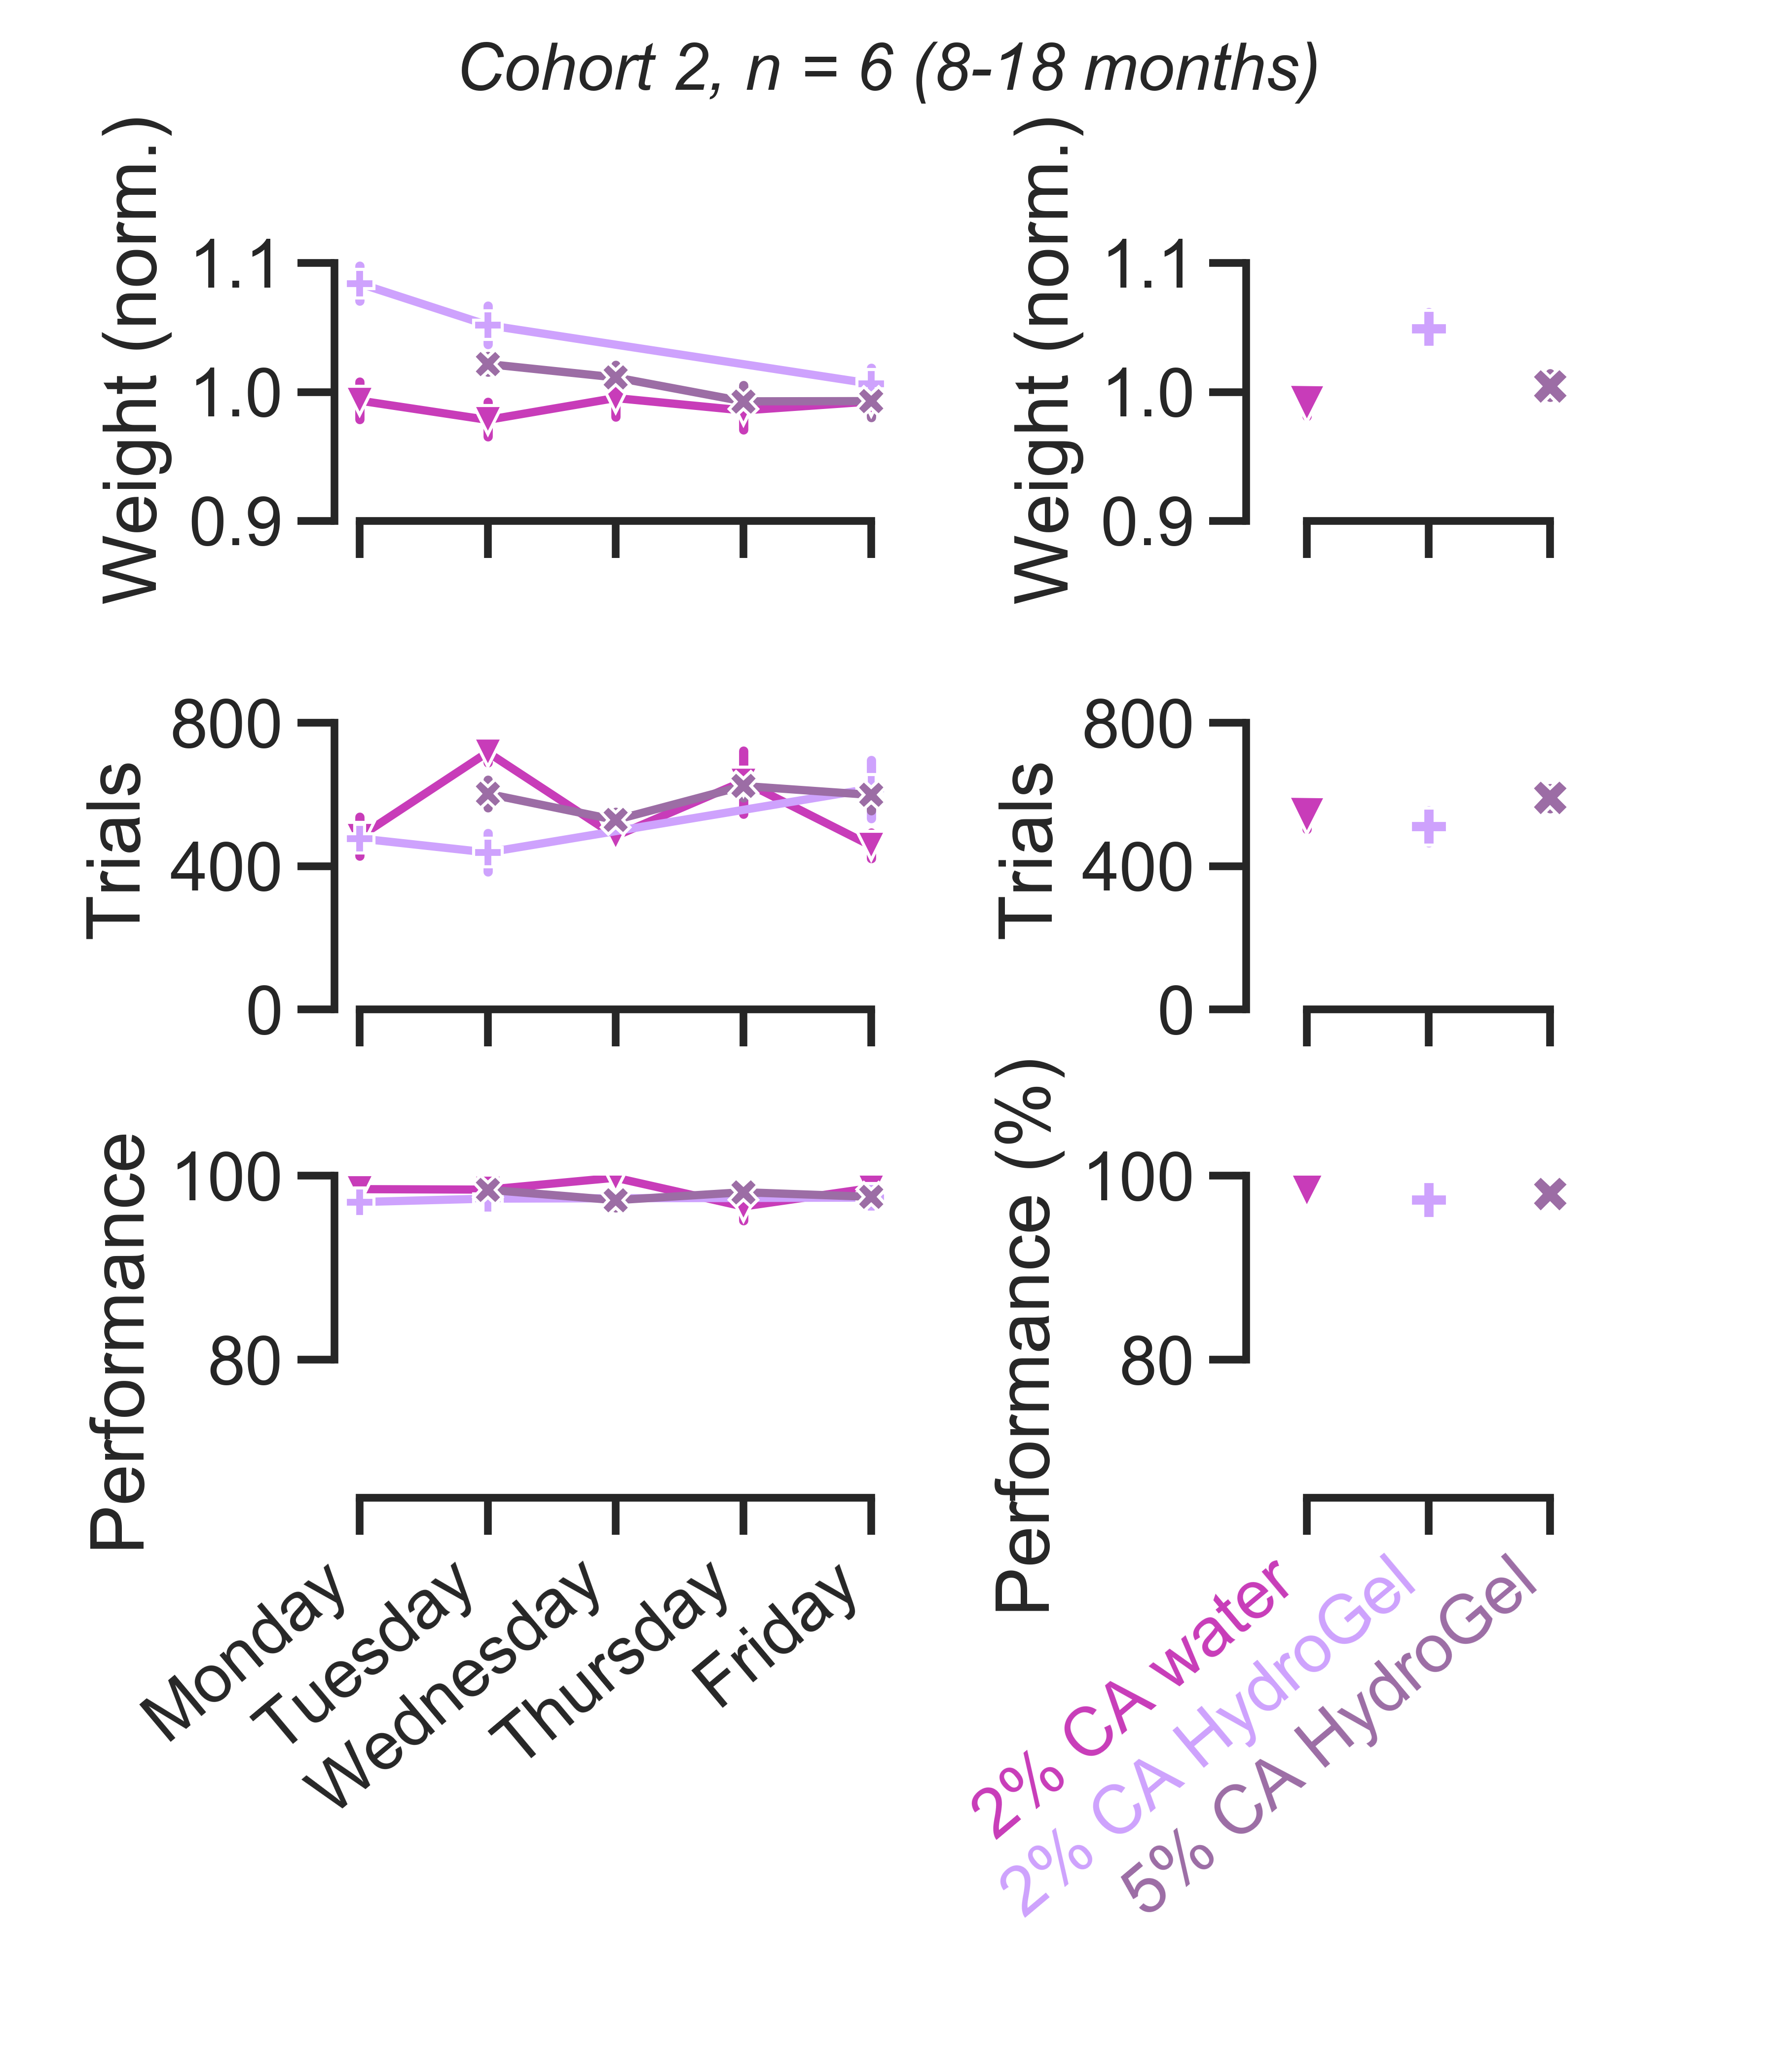 Cohort 2, n = 6 (8-18 months)
Weight (norm.)
1.1
1.0
0.9
Weight (norm.)
1.1
1.0
0.9
Trials
800
400
0
Trials
800
400
0
Performance
100
80
Performance (%)
100
80
Monday
Tuesday
Wednesday
Thursday
Friday
2% CA water
2% CA HydroGel
5% CA HydroGel